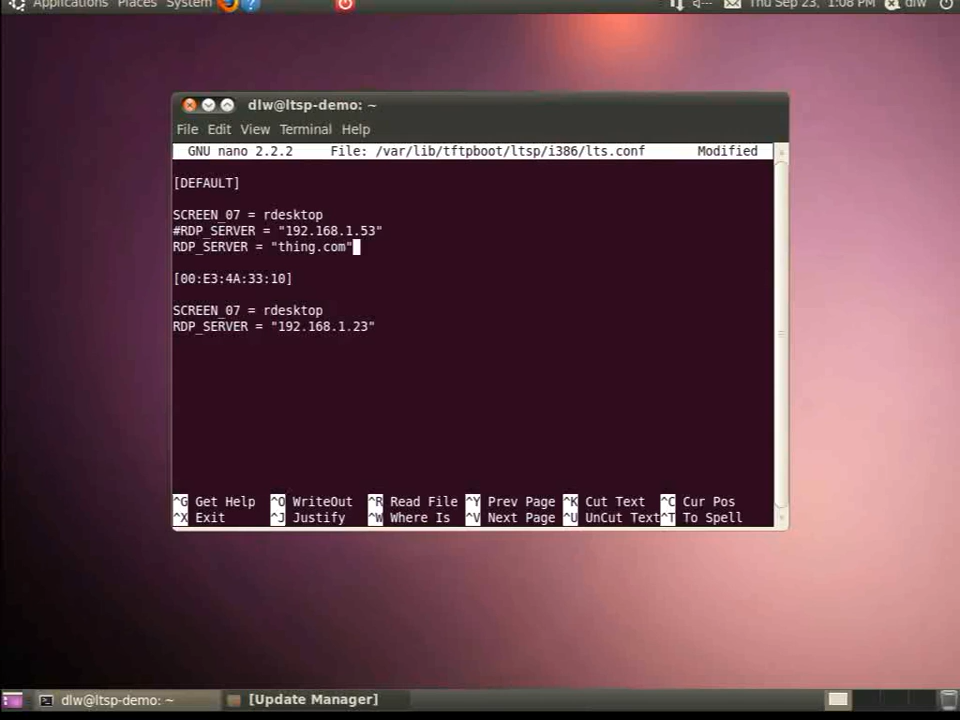 Applications Places System Thu Sep 23, 1:08 PM dlw
dlw@ltsp-demo: ~
File Edit View Terminal Help
GNU nano 2.2.2 File: /var/lib/tftpboot/ltsp/i386/lts.conf Modified
[DEFAULT]
SCREEN_07 = rdesktop
#RDP_SERVER = "192.168.1.53"
RDP_SERVER = "thing.com"
[00:E3:4A:33:10]
SCREEN_07 = rdesktop
RDP_SERVER = "192.168.1.23"
^G Get Help ^O WriteOut ^R Read File ^Y Prev Page ^K Cut Text ^C Cur Pos
^X Exit ^J Justify ^W Where Is ^V Next Page ^U UnCut Text^T To Spell
dlw@ltsp-demo: ~ [Update Manager]